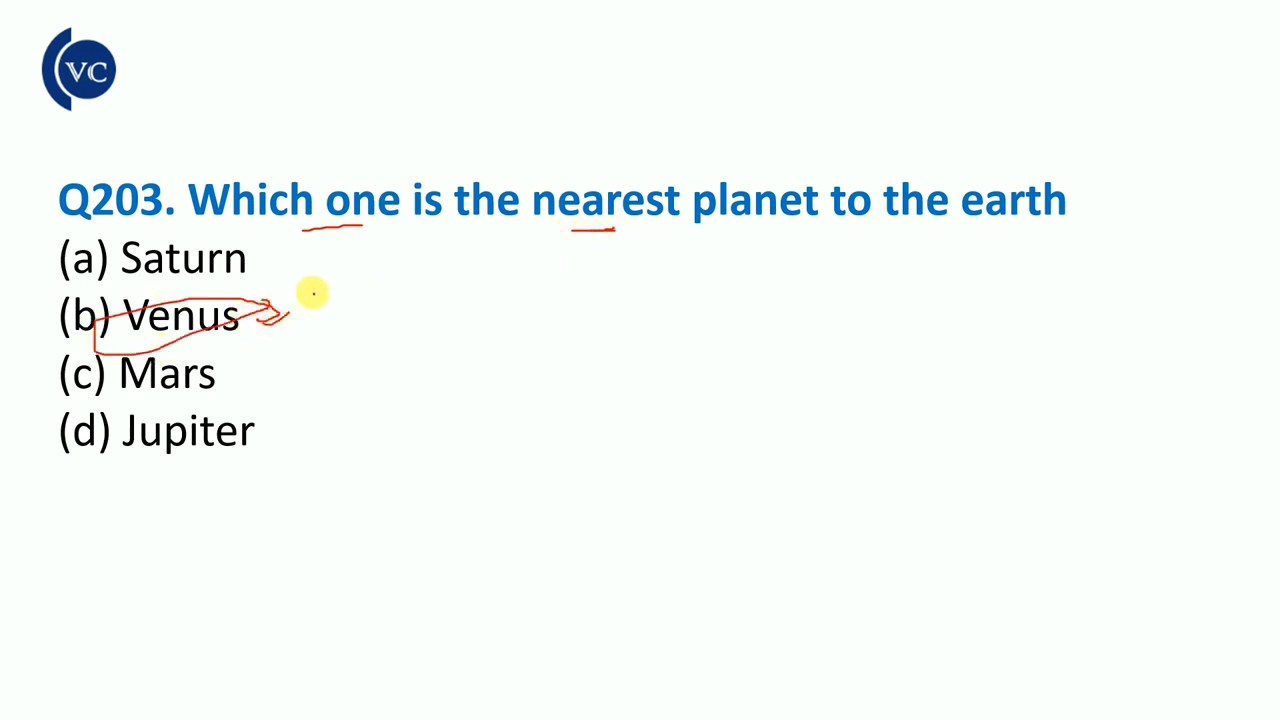 VC
Q203. Which one is the nearest planet to the earth
(a) Saturn
(b) Venus
(c) Mars
(d) Jupiter